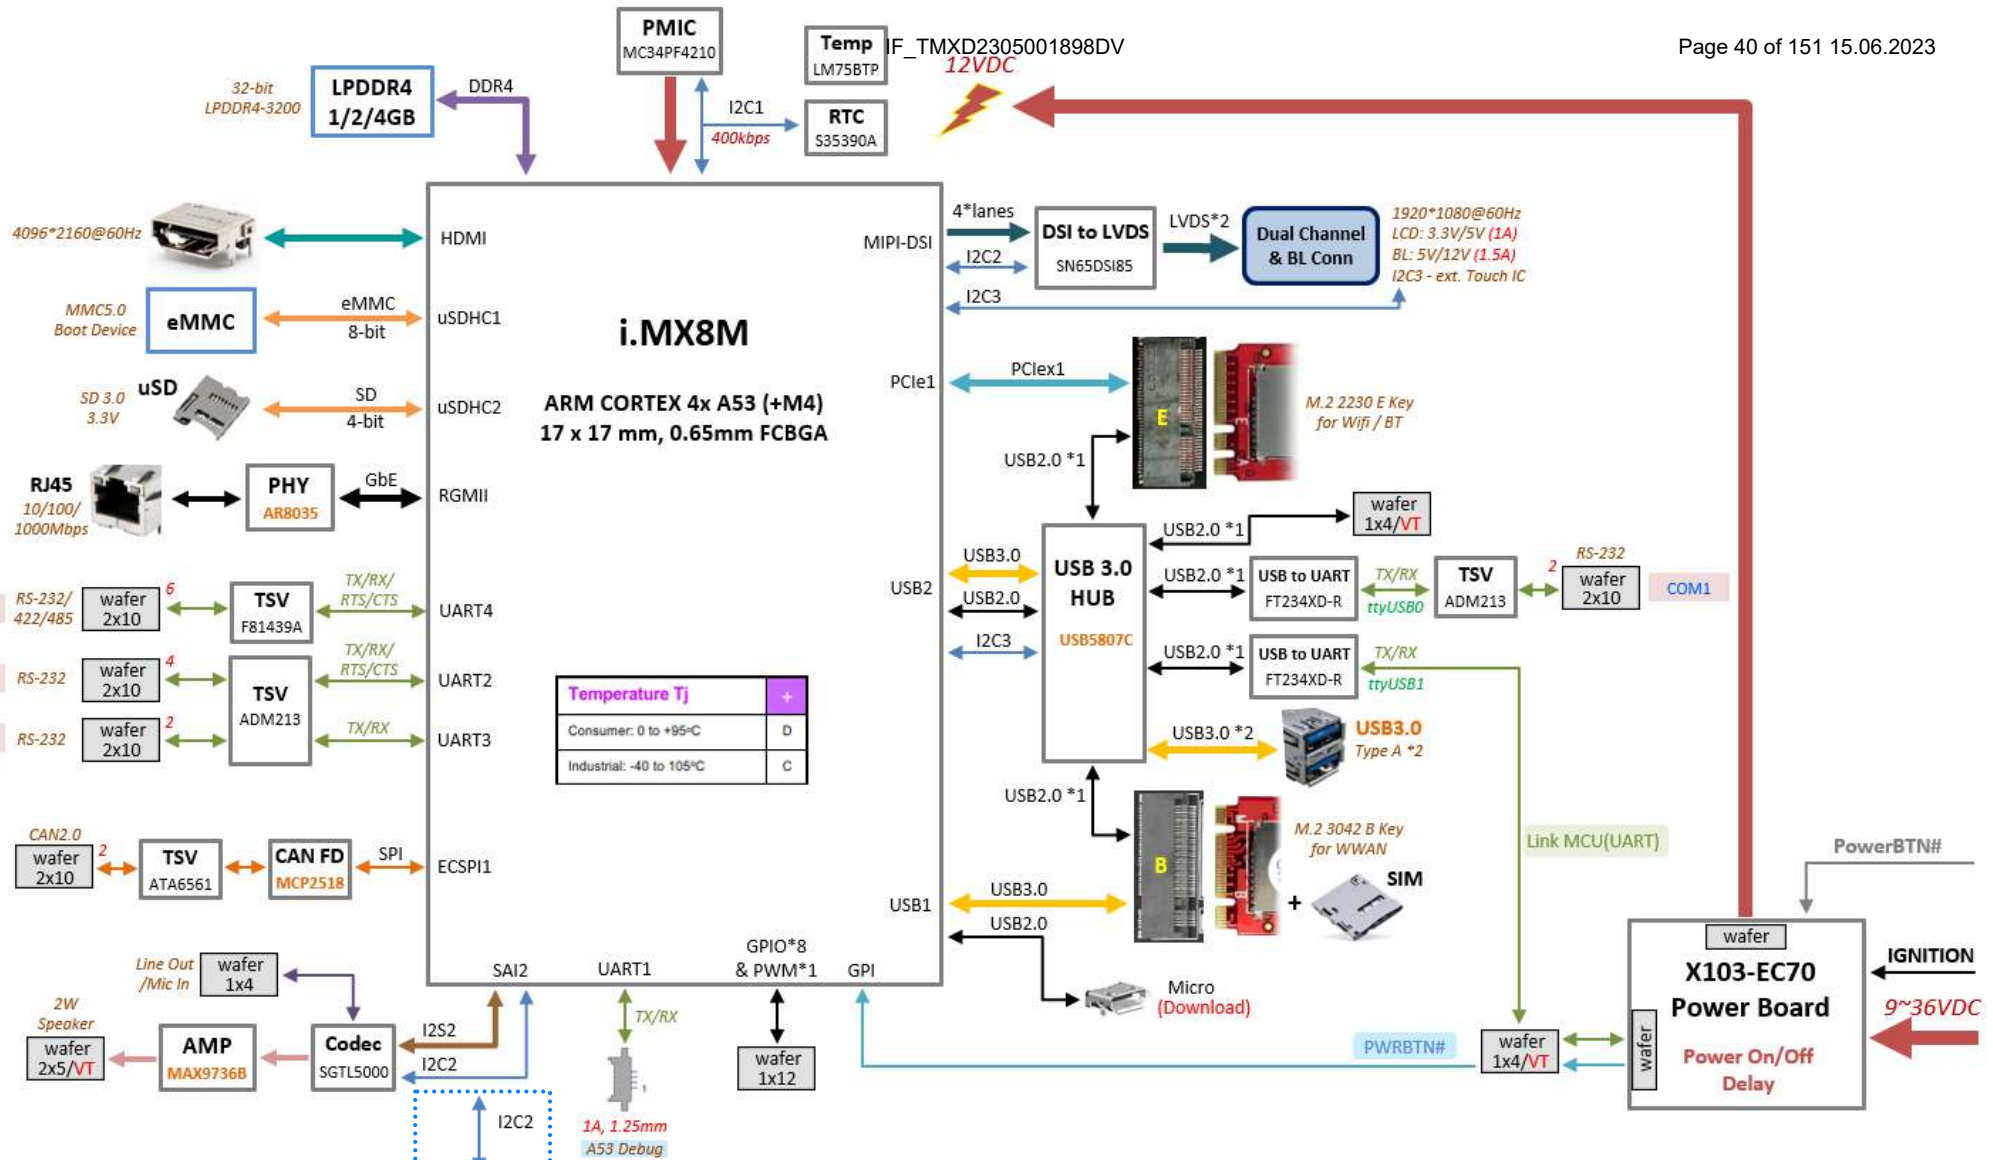 IF_TMXD2305001898DV
Page 40 of 151 15.06.2023
PMIC
MC34PF4210
Temp
LM75BTP
12VDC
32-bit
LPDDR4-3200
LPDDR4
1/2/4GB
DDR4
I2C1
400kbps
RTC
S35390A
4096*2160@60Hz
HDMI
MMC5.0
Boot Device
eMMC
eMMC
8-bit
uSDHC1
SD 3.0
3.3V
uSD
SD
4-bit
uSDHC2
RJ45
10/100/
1000Mbps
PHY
AR8035
GbE
RGMII
RS-232/
422/485
wafer
2x10
6
TSV
F81439A
TX/RX/
RTS/CTS
UART4
RS-232
wafer
2x10
4
TX/RX/
RTS/CTS
UART2
TSV
ADM213
RS-232
wafer
2x10
2
TX/RX
UART3
CAN2.0
wafer
2x10
2
TSV
ATA6561
CAN FD
MCP2518
SPI
ECSPI1
Line Out
/Mic In
wafer
1x4
2W
Speaker
wafer
2x5/VT
AMP
MAX9736B
Codec
SGTL5000
I2S2
I2C2
I2C2
SAI2
UART1
TX/RX
1A, 1.25mm
A53 Debug
GPIO*8
& PWM*1
wafer
1x12
GPI
i.MX8M
ARM CORTEX 4x A53 (+M4)
17 x 17 mm, 0.65mm FCBGA
Temperature Tj +
Consumer: 0 to +95ºC D
Industrial: -40 to 105ºC C
MIPI-DSI
4*lanes
I2C2
I2C3
DSI to LVDS
SN65DSI85
LVDS*2
Dual Channel
& BL Conn
1920*1080@60Hz
LCD: 3.3V/5V (1A)
BL: 5V/12V (1.5A)
I2C3 - ext. Touch IC
PCIe1
PCIex1
E
M.2 2230 E Key
for Wifi / BT
USB2.0 *1
USB2
USB3.0
USB2.0
I2C3
USB 3.0
HUB
USB5807C
USB2.0 *1
wafer
1x4/VT
USB2.0 *1
USB to UART
FT234XD-R
TX/RX
ttyUSB0
TSV
ADM213
2
RS-232
wafer
2x10
COM1
USB2.0 *1
USB to UART
FT234XD-R
TX/RX
ttyUSB1
USB3.0 *2
USB3.0
Type A *2
USB2.0 *1
B
M.2 3042 B Key
for WWAN
SIM
+
USB1
USB3.0
USB2.0
Micro
(Download)
Link MCU(UART)
PowerBTN#
wafer
X103-EC70
Power Board
Power On/Off
Delay
wafer
IGNITION
9~36VDC
PWRBTN#
wafer
1x4/VT